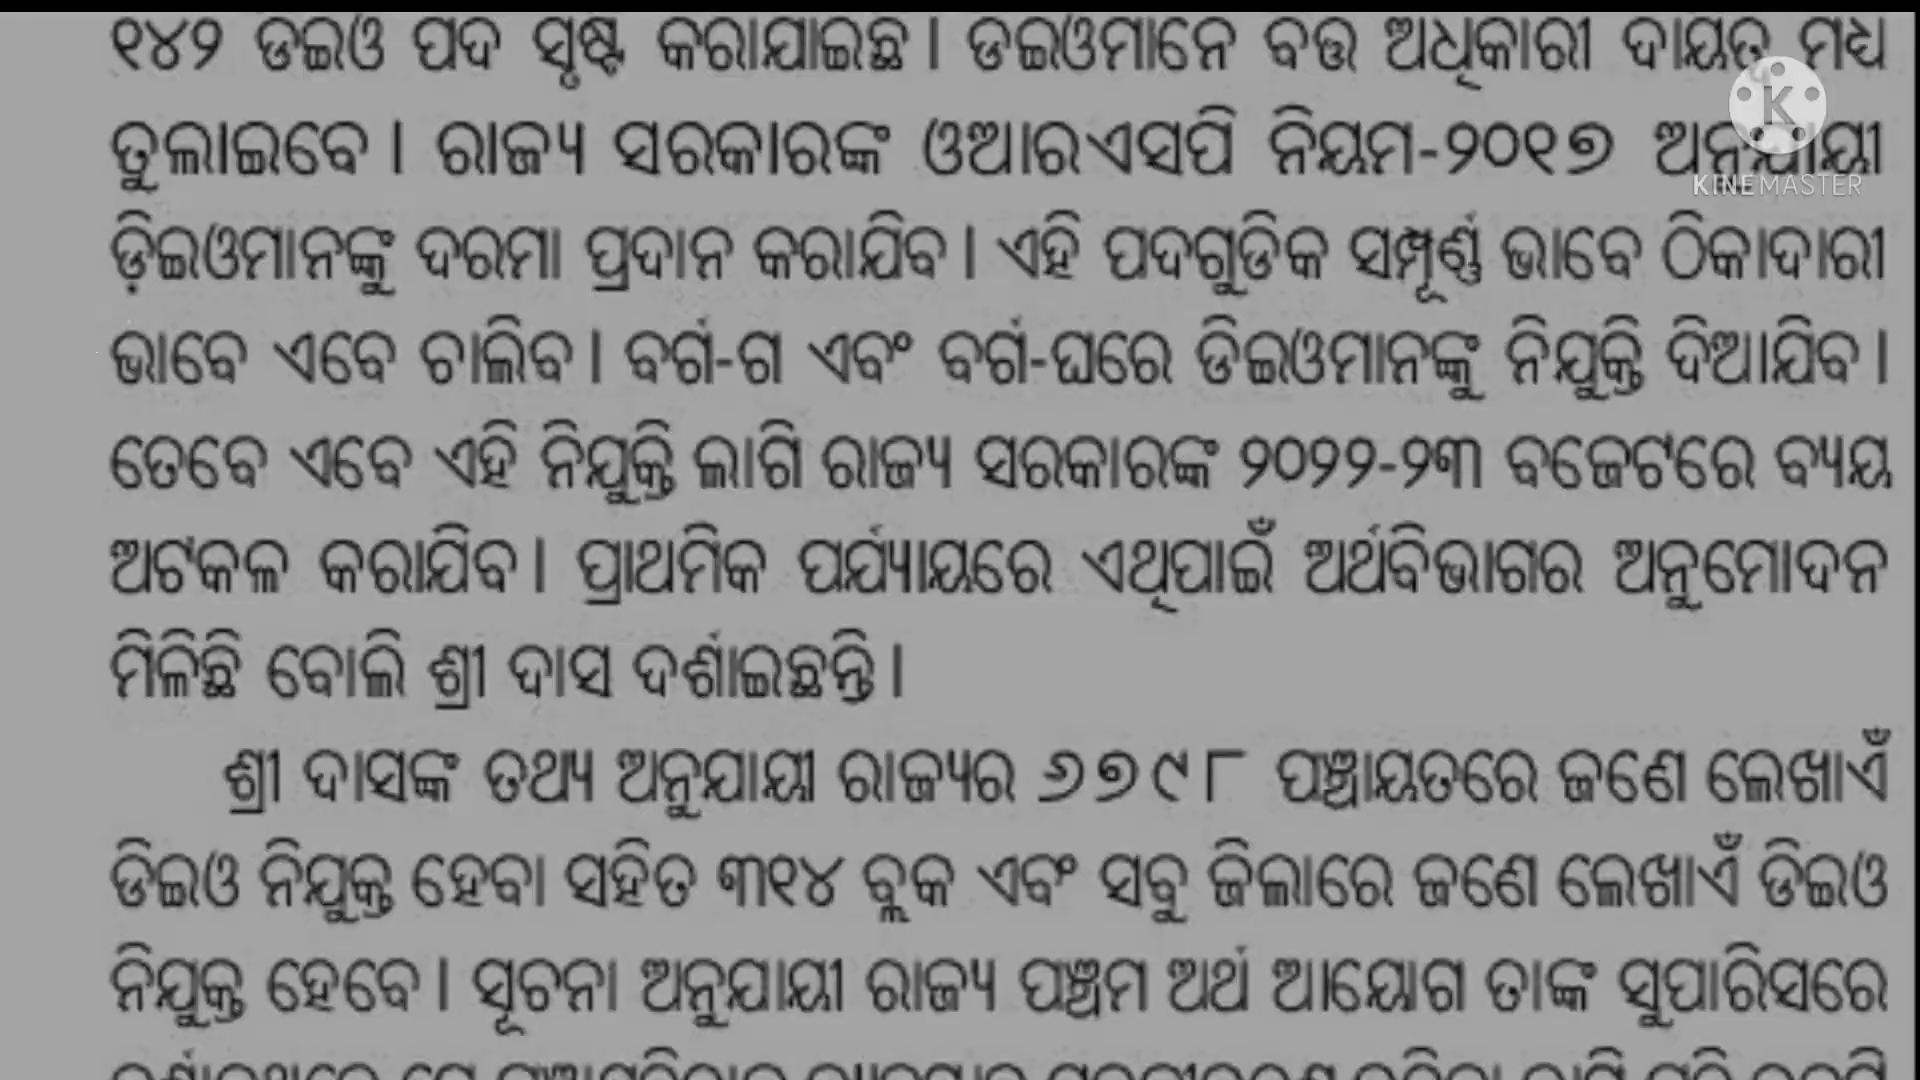 ୧୪୨ ଡିଇଓ ପଦ ସୃଷ୍ଟି କରାଯାଇଛି । ଡିଇଓମାନେ ବିତ୍ତ ଅଧିକାରୀ ଦାୟିତ୍ୱ ମଧ୍ୟ
ତୁଲାଇବେ । ରାଜ୍ୟ ସରକାରଙ୍କ ଓଆରଏସପି ନିୟମ-୨୦୧୭ ଅନୁଯାୟୀ
KINEMASTER
ଡ଼ିଇଓମାନଙ୍କୁ ଦରମା ପ୍ରଦାନ କରାଯିବ । ଏହି ପଦଗୁଡିକ ସମ୍ପୂର୍ଣ୍ଣ ଭାବେ ଠିକାଦାରୀ
ଭାବେ ଏବେ ଚାଲିବ । ବର୍ଗ-ଗ ଏବଂ ବର୍ଗ-ଘରେ ଡିଇଓମାନଙ୍କୁ ନିଯୁକ୍ତି ଦିଆଯିବ ।
ତେବେ ଏବେ ଏହି ନିଯୁକ୍ତି ଲାଗି ରାଜ୍ୟ ସରକାରଙ୍କ ୨୦୨୨-୨୩ ବଜେଟରେ ବ୍ୟୟ
ଅଟକଳ କରାଯିବ । ପ୍ରାଥମିକ ପର୍ଯ୍ୟାୟରେ ଏଥିପାଇଁ ଅର୍ଥବିଭାଗର ଅନୁମୋଦନ
ମିଳିଛି ବୋଲି ଶ୍ରୀ ଦାସ ଦର୍ଶାଇଛନ୍ତି ।
ଶ୍ରୀ ଦାସଙ୍କ ତଥ୍ୟ ଅନୁଯାୟୀ ରାଜ୍ୟର ୬୭୯୮ ପଞ୍ଚାୟତରେ ଜଣେ ଲେଖାଏଁ
ଡିଇଓ ନିଯୁକ୍ତ ହେବା ସହିତ ୩୧୪ ବ୍ଲକ ଏବଂ ସବୁ ଜିଲାରେ ଜଣେ ଲେଖାଏଁ ଡିଇଓ
ନିଯୁକ୍ତ ହେବେ । ସୂଚନା ଅନୁଯାୟୀ ରାଜ୍ୟ ପଞ୍ଚମ ଅର୍ଥ ଆୟୋଗ ତାଙ୍କ ସୁପାରିସରେ